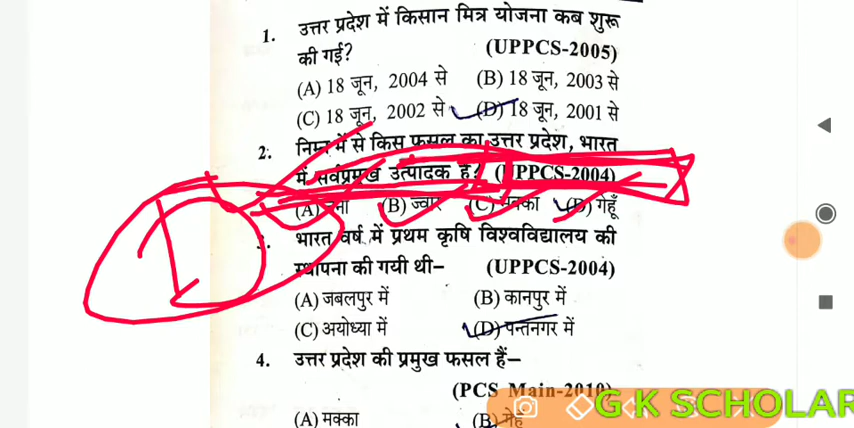 1. उत्तर प्रदेश में किसान मित्र योजना कब शुरू
की गई? (UPPCS-2005)
(A) 18 जून, 2004 से (B) 18 जून, 2003 से
(C) 18 जून, 2002 से (D) 18 जून, 2001 से
2. निम्न में से किस फसल का उत्तर प्रदेश, भारत
में सर्वप्रमुख उत्पादक है? (UPPCS-2004)
(A) (B) ज्वार (C) मक्का (D) गेहूँ
3. भारत वर्ष में प्रथम कृषि विश्वविद्यालय की
स्थापना की गयी थी– (UPPCS-2004)
(A) जबलपुर में (B) कानपुर में
(C) अयोध्या में (D) पन्तनगर में
4. उत्तर प्रदेश की प्रमुख फसल हैं–
(PCS Main-2010)
(A) मक्का (B) गेहूँ
G K SCHOLAR